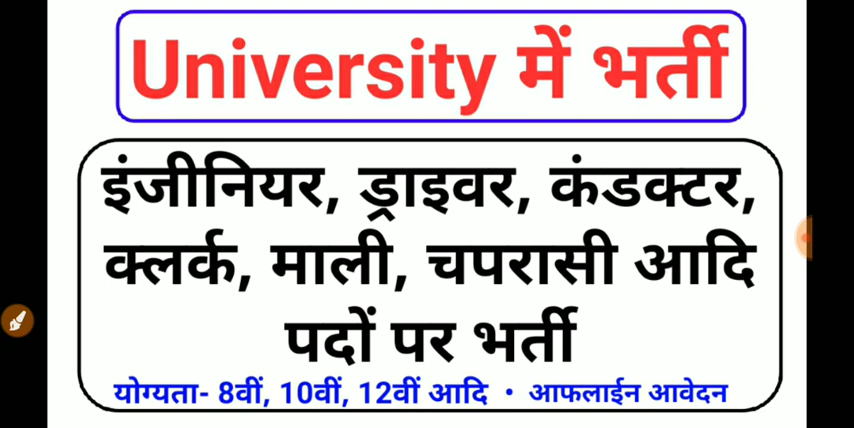 University में भर्ती
इंजीनियर, ड्राइवर, कंडक्टर,
क्लर्क, माली, चपरासी आदि
पदों पर भर्ती
योग्यता- 8वीं, 10वीं, 12वीं आदि • आफलाईन आवेदन